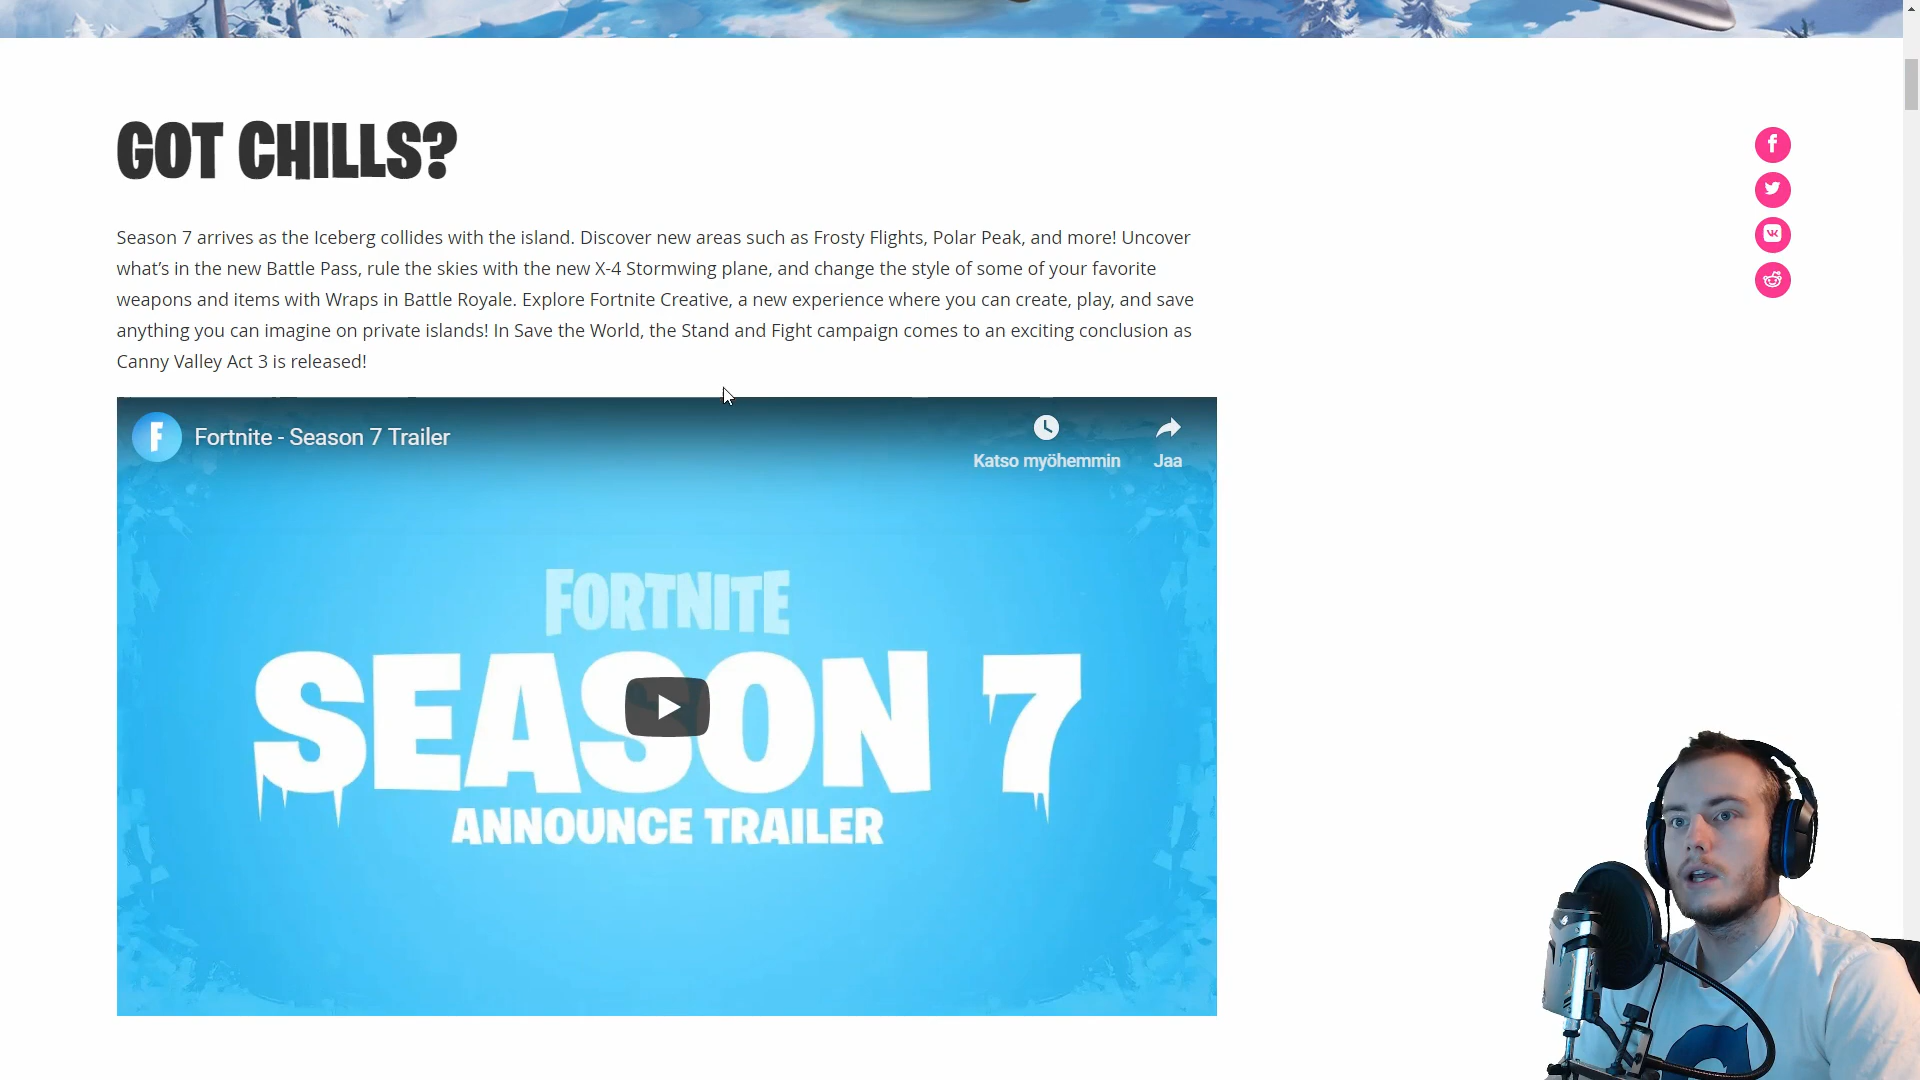 GOT CHILLS?
Season 7 arrives as the Iceberg collides with the island. Discover new areas such as Frosty Flights, Polar Peak, and more! Uncover
what’s in the new Battle Pass, rule the skies with the new X-4 Stormwing plane, and change the style of some of your favorite
weapons and items with Wraps in Battle Royale. Explore Fortnite Creative, a new experience where you can create, play, and save
anything you can imagine on private islands! In Save the World, the Stand and Fight campaign comes to an exciting conclusion as
Canny Valley Act 3 is released!
F
Fortnite - Season 7 Trailer
Katso myöhemmin
Jaa
FORTNITE
SEASON 7
ANNOUNCE TRAILER